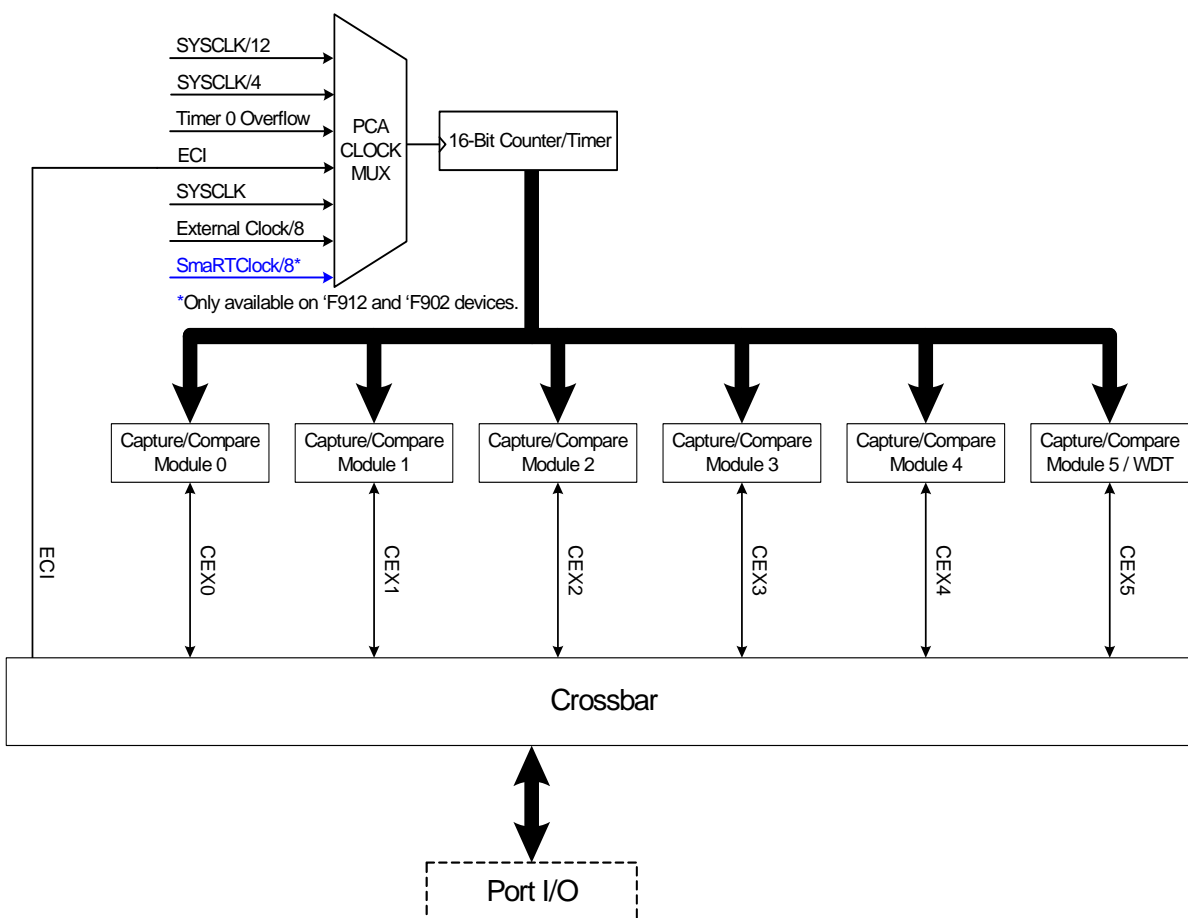 SYSCLK/12
SYSCLK/4
Timer 0 Overflow
ECI
SYSCLK
External Clock/8
SmaRTClock/8*
*Only available on ‘F912 and ‘F902 devices.
PCA
CLOCK
MUX
16-Bit Counter/Timer
Capture/Compare
Module 0
Capture/Compare
Module 1
Capture/Compare
Module 2
Capture/Compare
Module 3
Capture/Compare
Module 4
Capture/Compare
Module 5 / WDT
ECI
CEX0
CEX1
CEX2
CEX3
CEX4
CEX5
Crossbar
Port I/O